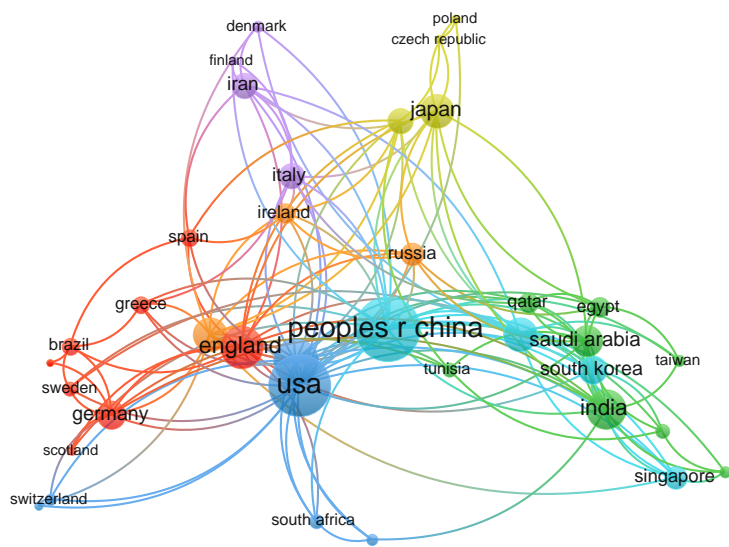 denmark
poland
czech republic
finland
iran
japan
italy
ireland
spain
russia
greece
qatar
egypt
peoples r china
england
saudi arabia
brazil
taiwan
tunisia
south korea
usa
sweden
germany
india
scotland
singapore
switzerland
south africa